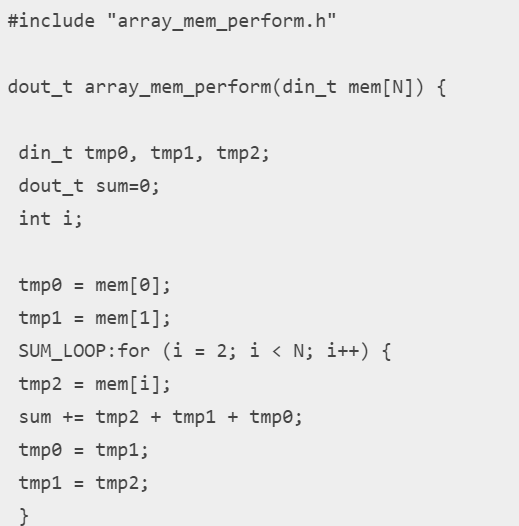 #include "array_mem_perform.h"
dout_t array_mem_perform(din_t mem[N]) {
din_t tmp0, tmp1, tmp2;
dout_t sum=0;
int i;
tmp0 = mem[0];
tmp1 = mem[1];
SUM_LOOP:for (i = 2; i < N; i++) {
tmp2 = mem[i];
sum += tmp2 + tmp1 + tmp0;
tmp0 = tmp1;
tmp1 = tmp2;
}